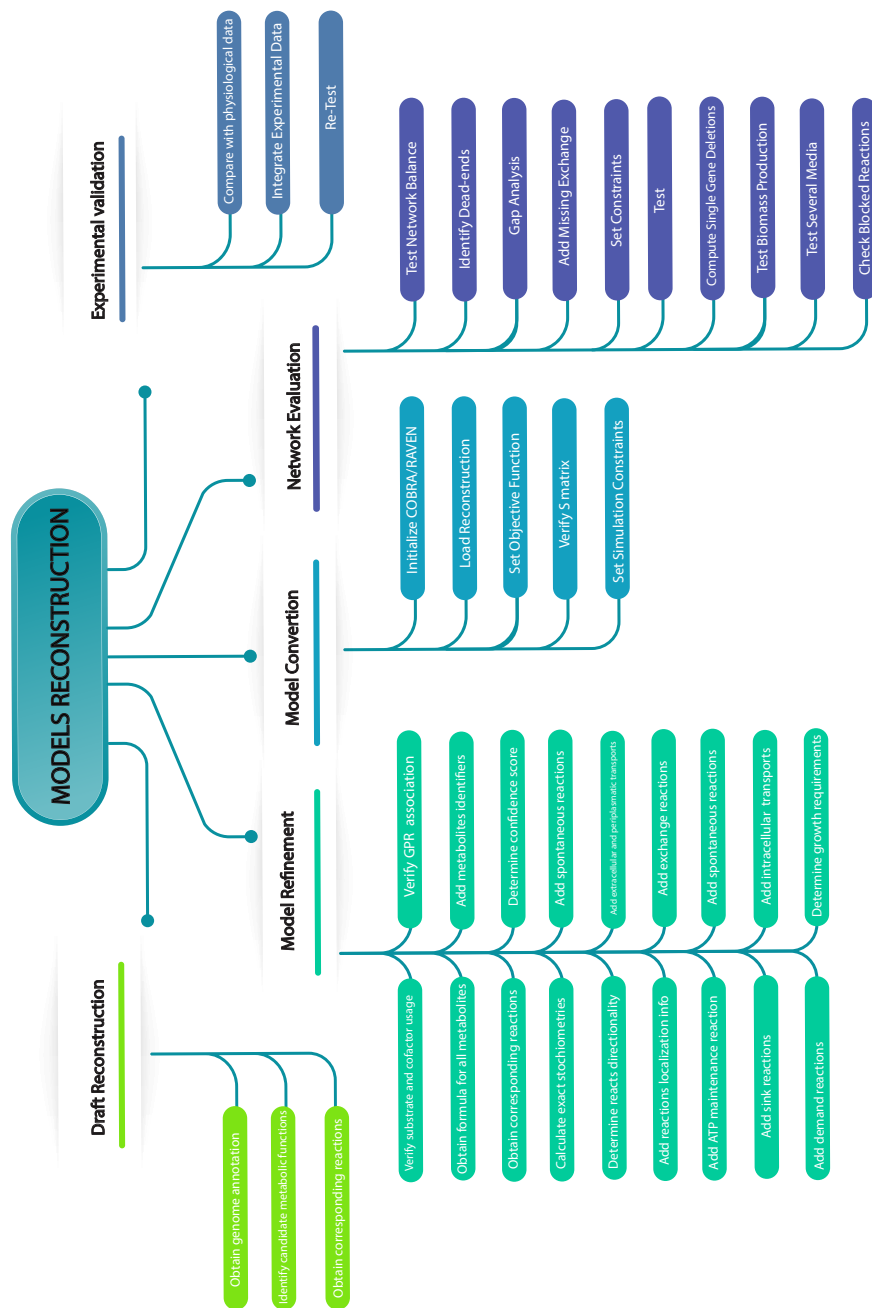 MODELS RECONSTRUCTION
Draft Reconstruction
Obtain genome annotation
Identify candidate metabolic functions
Obtain corresponding reactions
Model Refinement
Verify substrate and cofactor usage
Obtain formula for all metabolites
Obtain corresponding reactions
Calculate exact stochiometries
Determine reacts directionality
Add reactions localization info
Add ATP maintenance reaction
Add sink reactions
Add demand reactions
Verify GPR association
Add metabolites identifiers
Determine confidence score
Add spontaneous reactions
Add extracellular and periplasmatic transports
Add exchange reactions
Add spontaneous reactions
Add intracellular transports
Determine growth requirements
Model Convertion
Initialize COBRA/RAVEN
Load Reconstruction
Set Objective Function
Verify S matrix
Set Simulation Constraints
Network Evaluation
Test Network Balance
Identify Dead-ends
Gap Analysis
Add Missing Exchange
Set Constraints
Test
Compute Single Gene Deletions
Test Biomass Production
Test Several Media
Check Blocked Reactions
Experimental validation
Compare with physiological data
Integrate Experimental Data
Re-Test